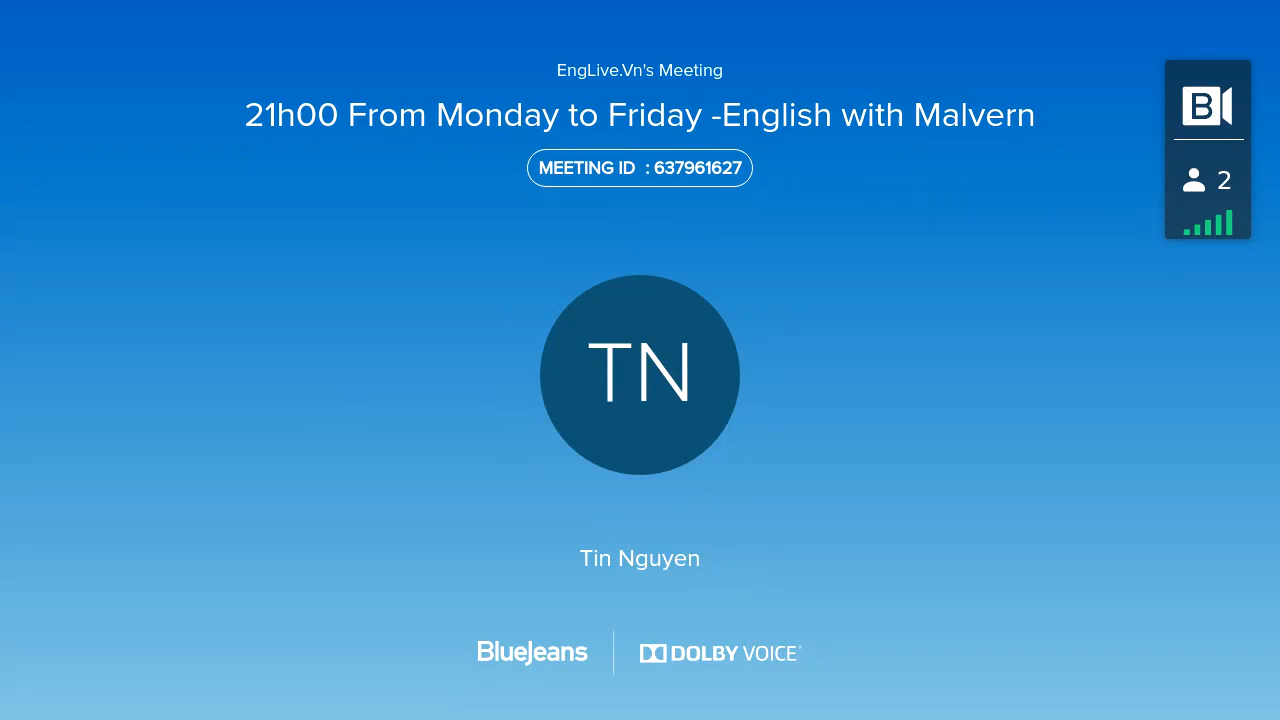 EngLive.Vn's Meeting
21h00 From Monday to Friday -English with Malvern
MEETING ID : 637961627
B
2
TN
Tin Nguyen
BlueJeans
DOLBY VOICE®